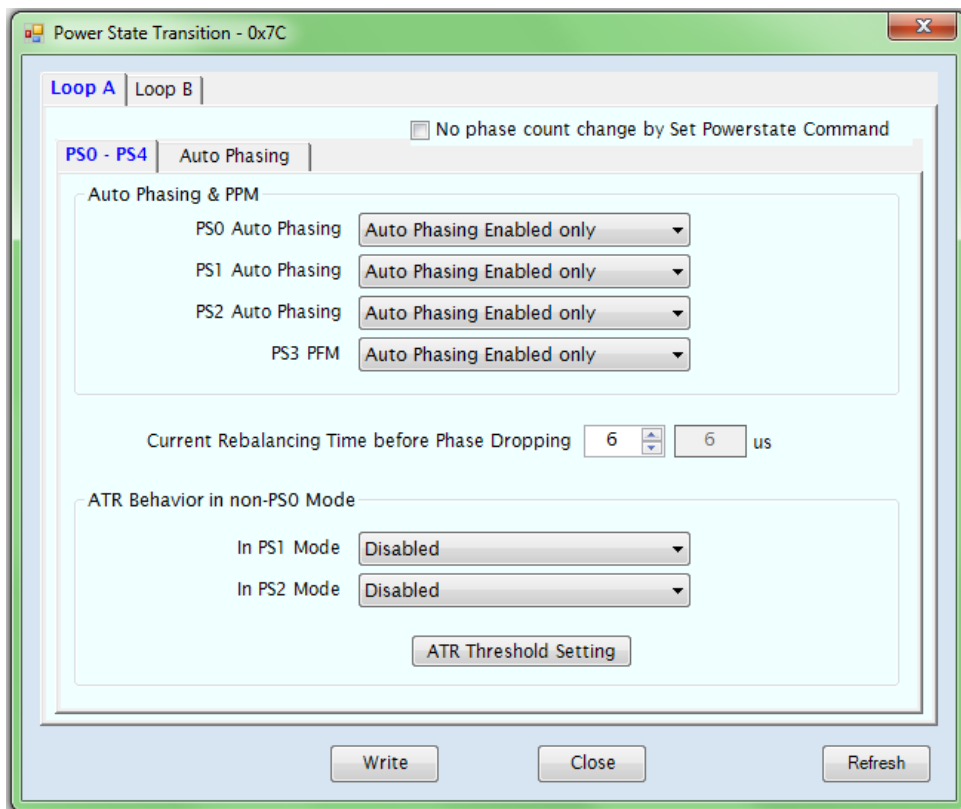 Power State Transition - 0x7C
X
Loop A Loop B
No phase count change by Set Powerstate Command
PS0 - PS4 Auto Phasing
Auto Phasing & PPM
PS0 Auto Phasing Auto Phasing Enabled only
PS1 Auto Phasing Auto Phasing Enabled only
PS2 Auto Phasing Auto Phasing Enabled only
PS3 PFM Auto Phasing Enabled only
Current Rebalancing Time before Phase Dropping 6 6 us
ATR Behavior in non-PS0 Mode
In PS1 Mode Disabled
In PS2 Mode Disabled
ATR Threshold Setting
Write Close Refresh